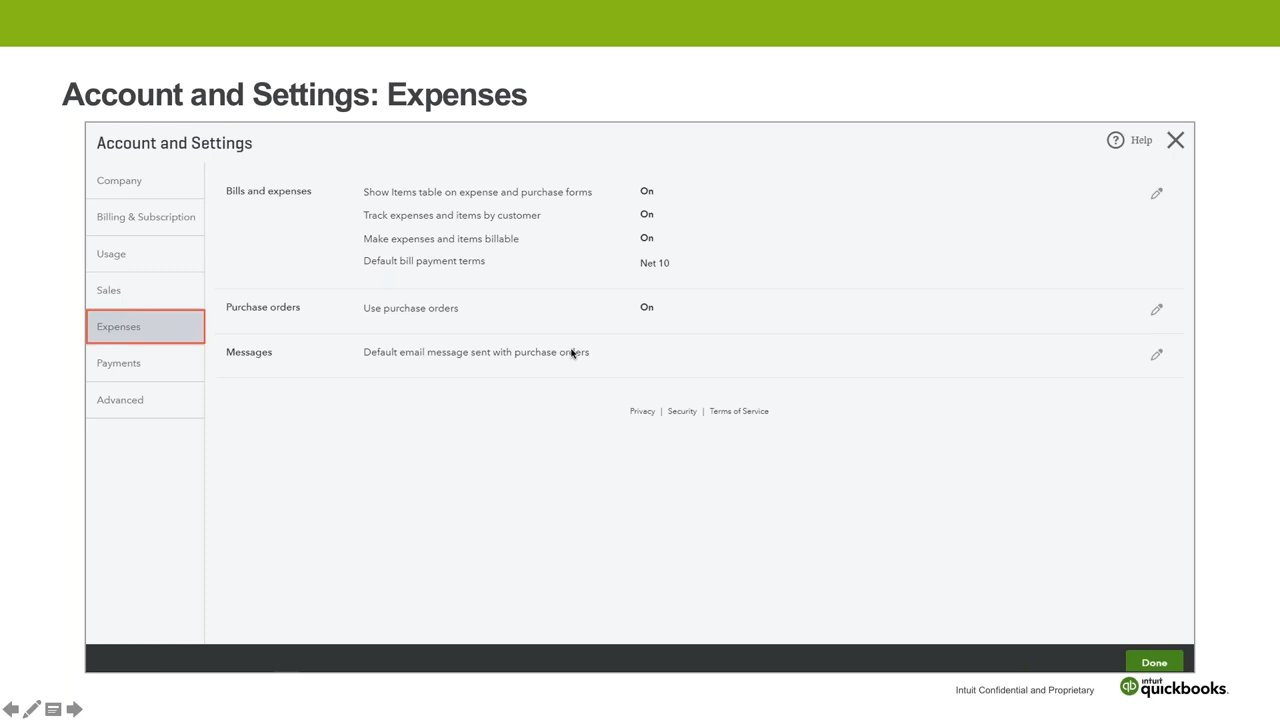 Account and Settings: Expenses
Account and Settings
Help
Company
Billing & Subscription
Usage
Sales
Expenses
Payments
Advanced
Bills and expenses
Show Items table on expense and purchase forms On
Track expenses and items by customer On
Make expenses and items billable On
Default bill payment terms Net 10
Purchase orders Use purchase orders On
Messages Default email message sent with purchase orders
Privacy | Security | Terms of Service
Done
Intuit Confidential and Proprietary
qb intuit quickbooks.